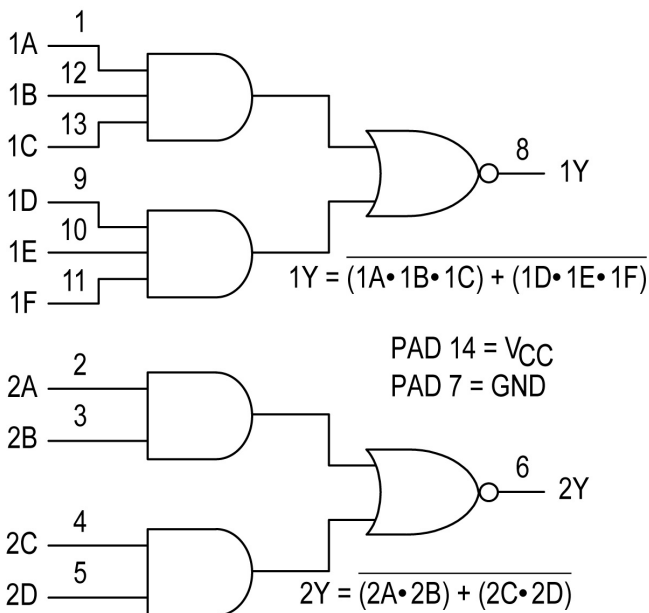 1A 1
1B 12
1C 13
1D 9
1E 10
1F 11
8 1Y
1Y = (1A•1B•1C) + (1D•1E•1F)
PAD 14 = VCC
PAD 7 = GND
2A 2
2B 3
2C 4
2D 5
6 2Y
2Y = (2A•2B) + (2C•2D)